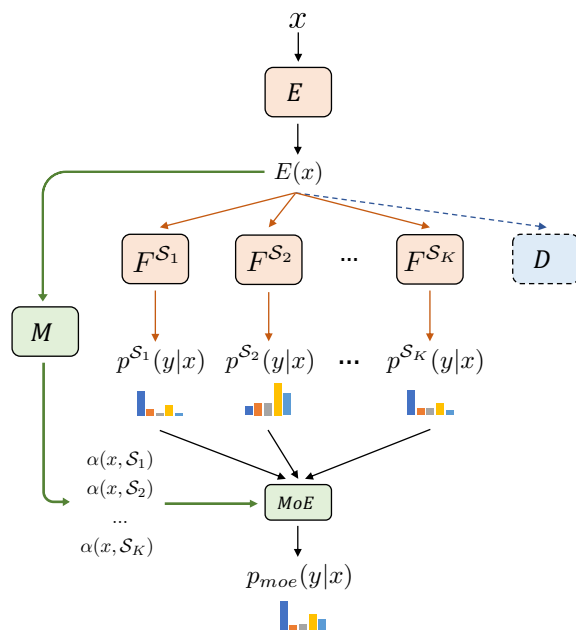 x
E
E(x)
F^{S_1} F^{S_2} ... F^{S_K} D
M
p^{S_1}(y|x) p^{S_2}(y|x) ... p^{S_K}(y|x)
α(x, S_1)
α(x, S_2)
...
α(x, S_K)
MoE
p_{moe}(y|x)